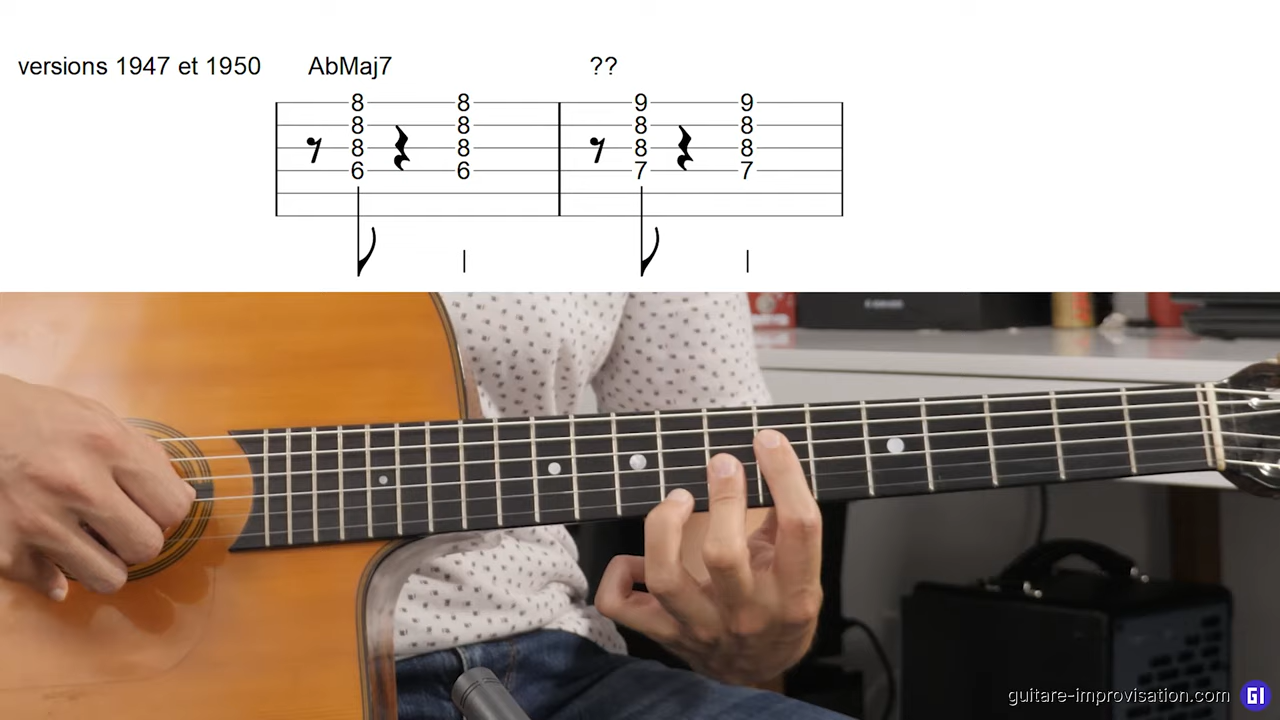 versions 1947 et 1950 AbMaj7 ??
8 8 9 9
8 8 8 8
8 8 8 8
6 6 7 7
guitare-improvisation.com GI